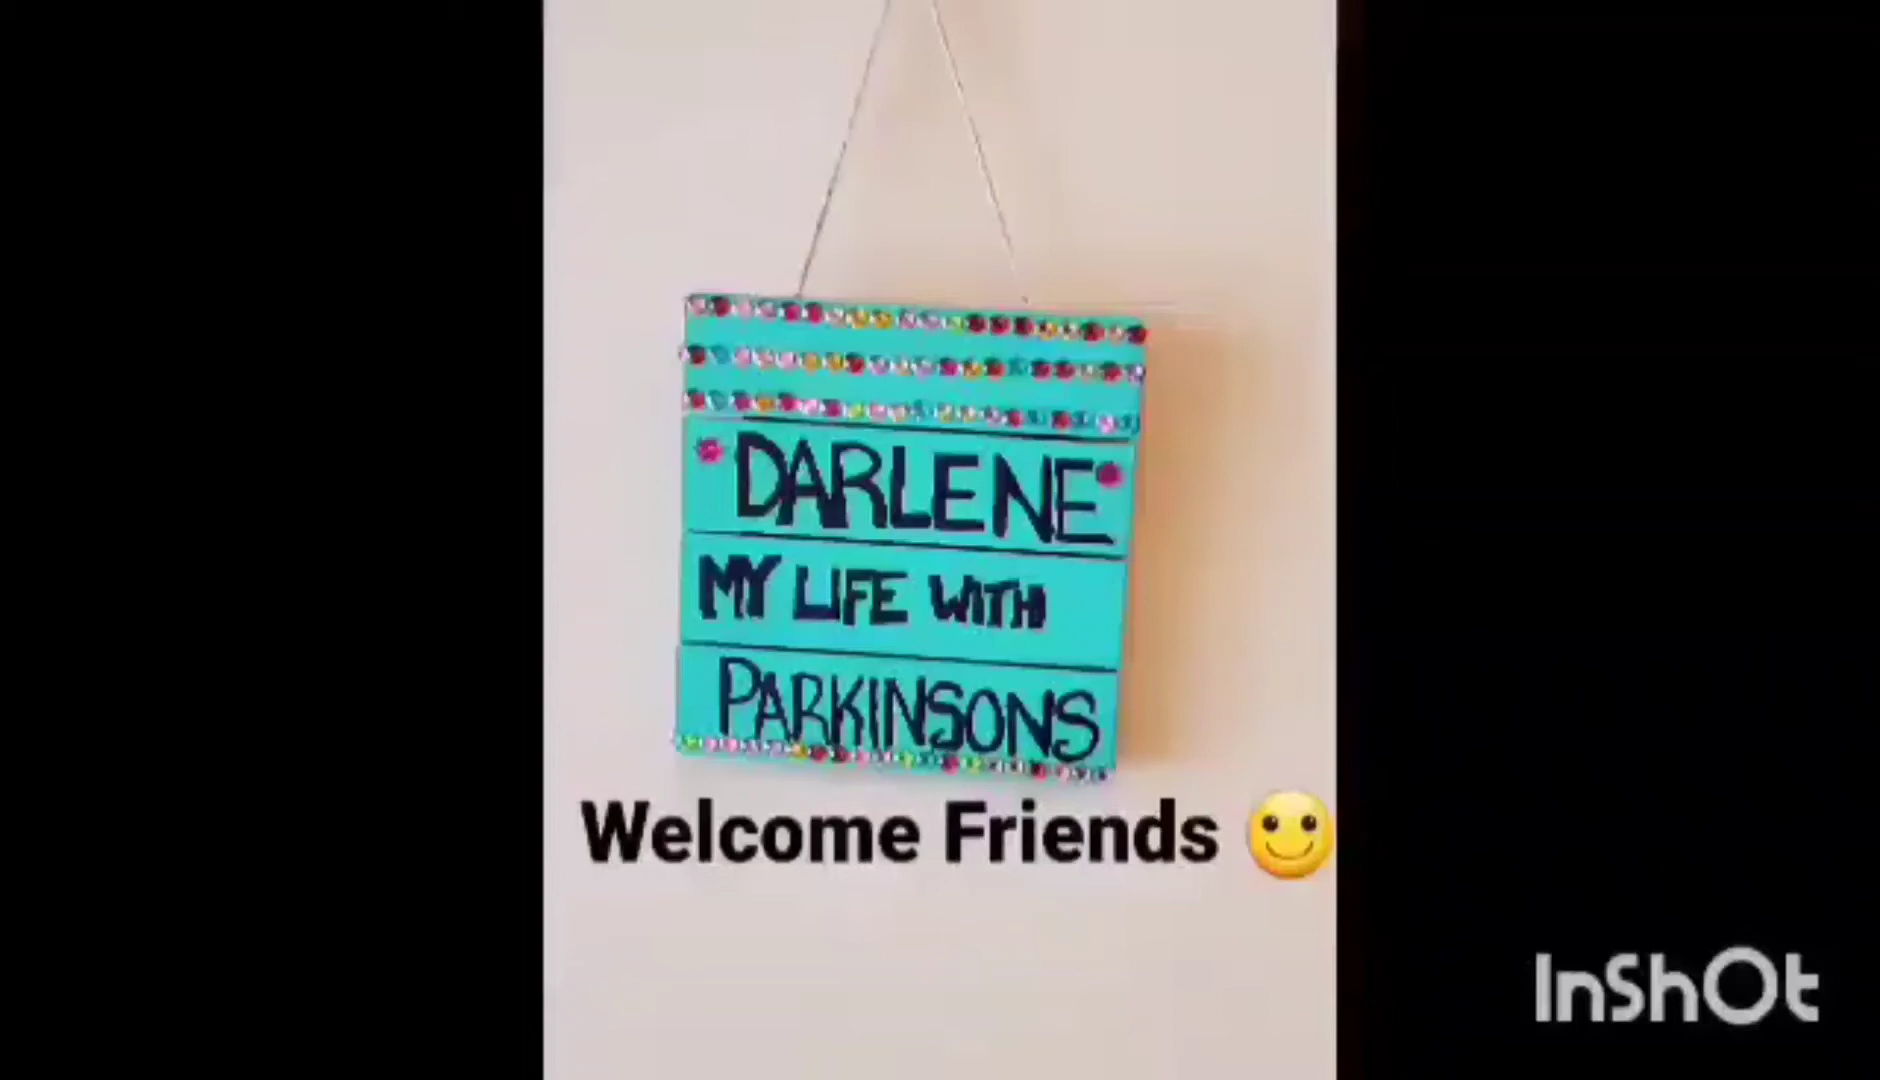 DARLENE
MY LIFE WITH
PARKINSONS
Welcome Friends 🙂
InShOt